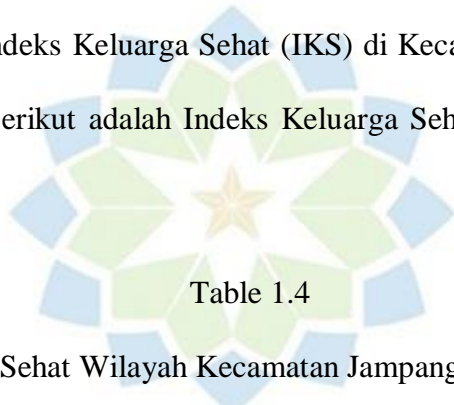 ndeks Keluarga Sehat (IKS) di Keca
erikut adalah Indeks Keluarga Seh
Table 1.4
Sehat Wilayah Kecamatan Jampang